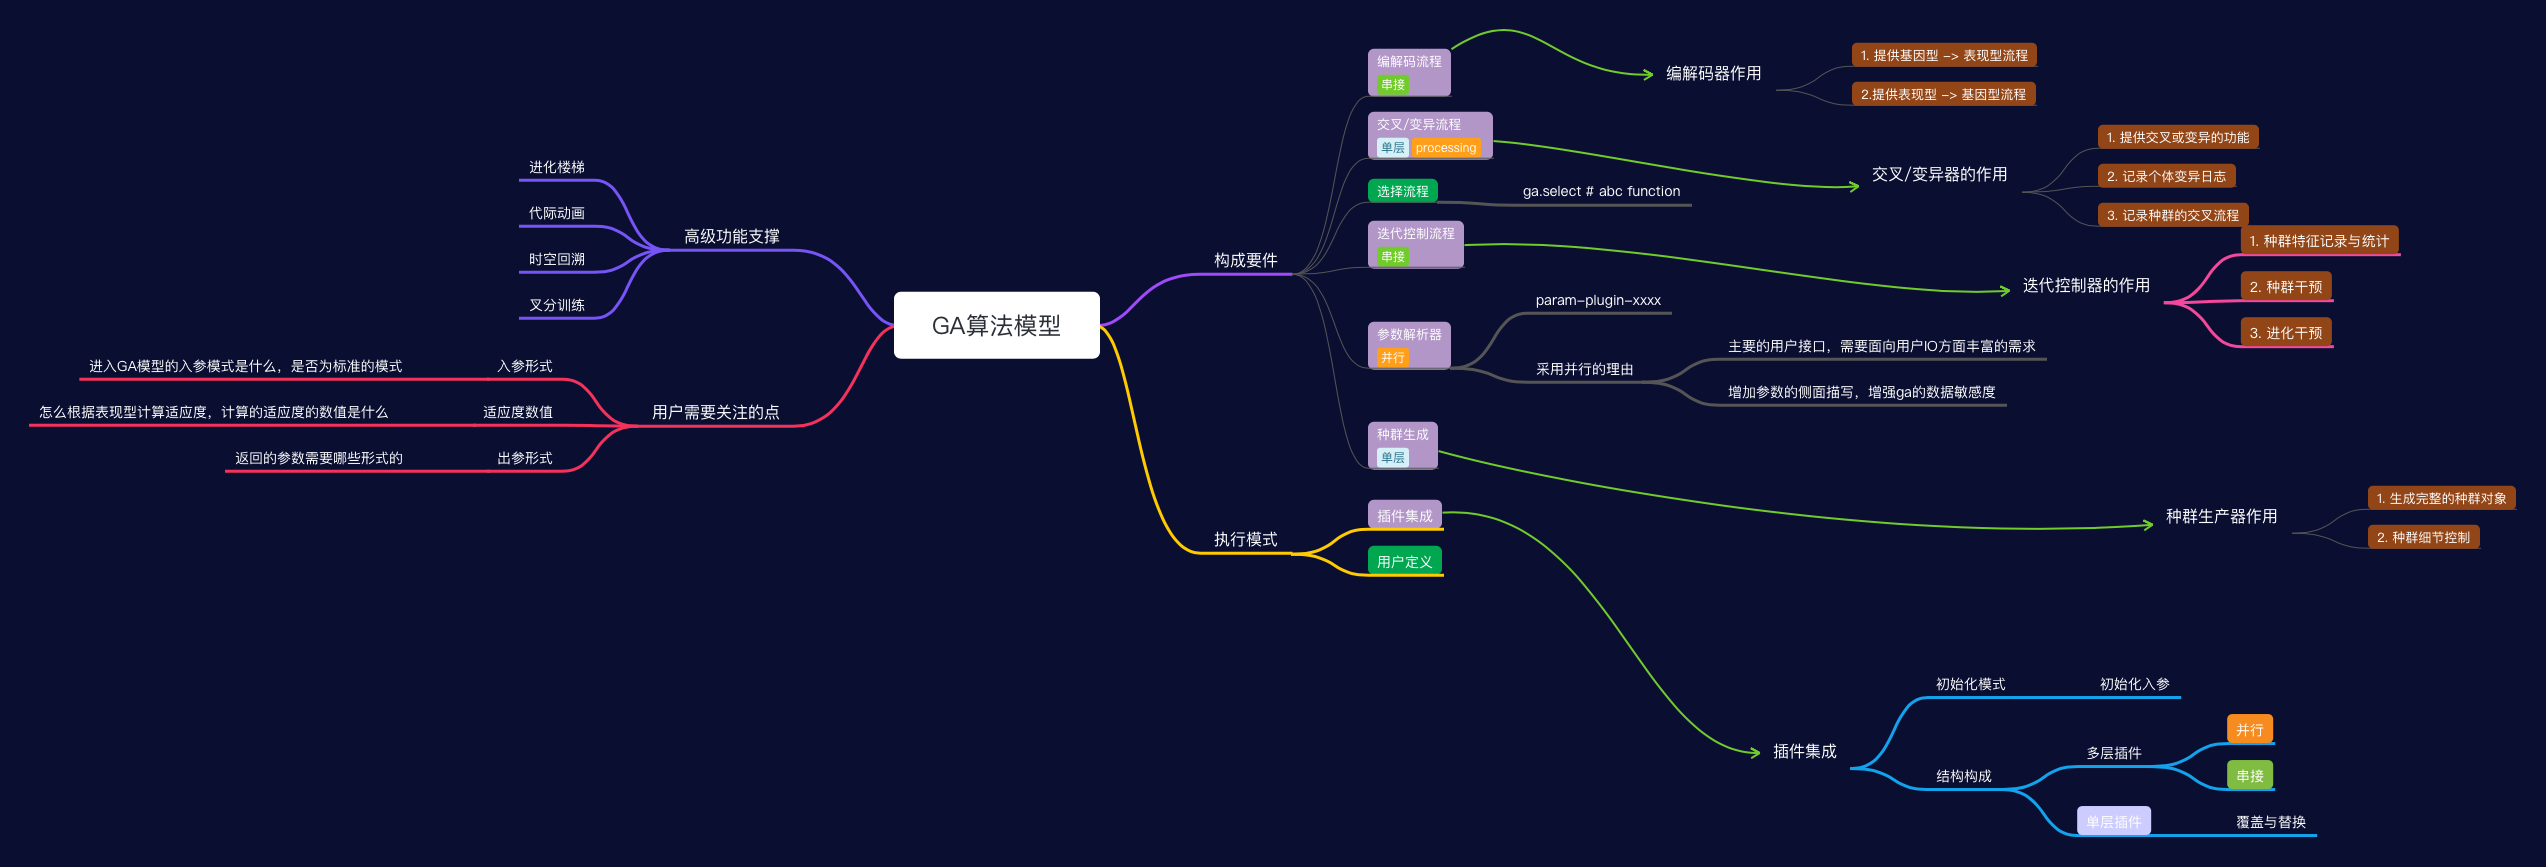 GA算法模型
高级功能支撑
进化楼梯
代际动画
时空回溯
叉分训练
用户需要关注的点
入参形式
进入GA模型的入参模式是什么，是否为标准的模式
适应度数值
怎么根据表现型计算适应度，计算的适应度的数值是什么
出参形式
返回的参数需要哪些形式的
构成要件
编解码流程
串接
编解码器作用
1. 提供基因型 -> 表现型流程
2.提供表现型 -> 基因型流程
交叉/变异流程
单层 processing
交叉/变异器的作用
1. 提供交叉或变异的功能
2. 记录个体变异日志
3. 记录种群的交叉流程
选择流程
ga.select # abc function
迭代控制流程
串接
迭代控制器的作用
1. 种群特征记录与统计
2. 种群干预
3. 进化干预
参数解析器
并行
param-plugin-xxxx
采用并行的理由
主要的用户接口，需要面向用户IO方面丰富的需求
增加参数的侧面描写，增强ga的数据敏感度
种群生成
单层
种群生产器作用
1. 生成完整的种群对象
2. 种群细节控制
执行模式
插件集成
用户定义
插件集成
初始化模式
初始化入参
结构构成
多层插件
并行
串接
单层插件
覆盖与替换